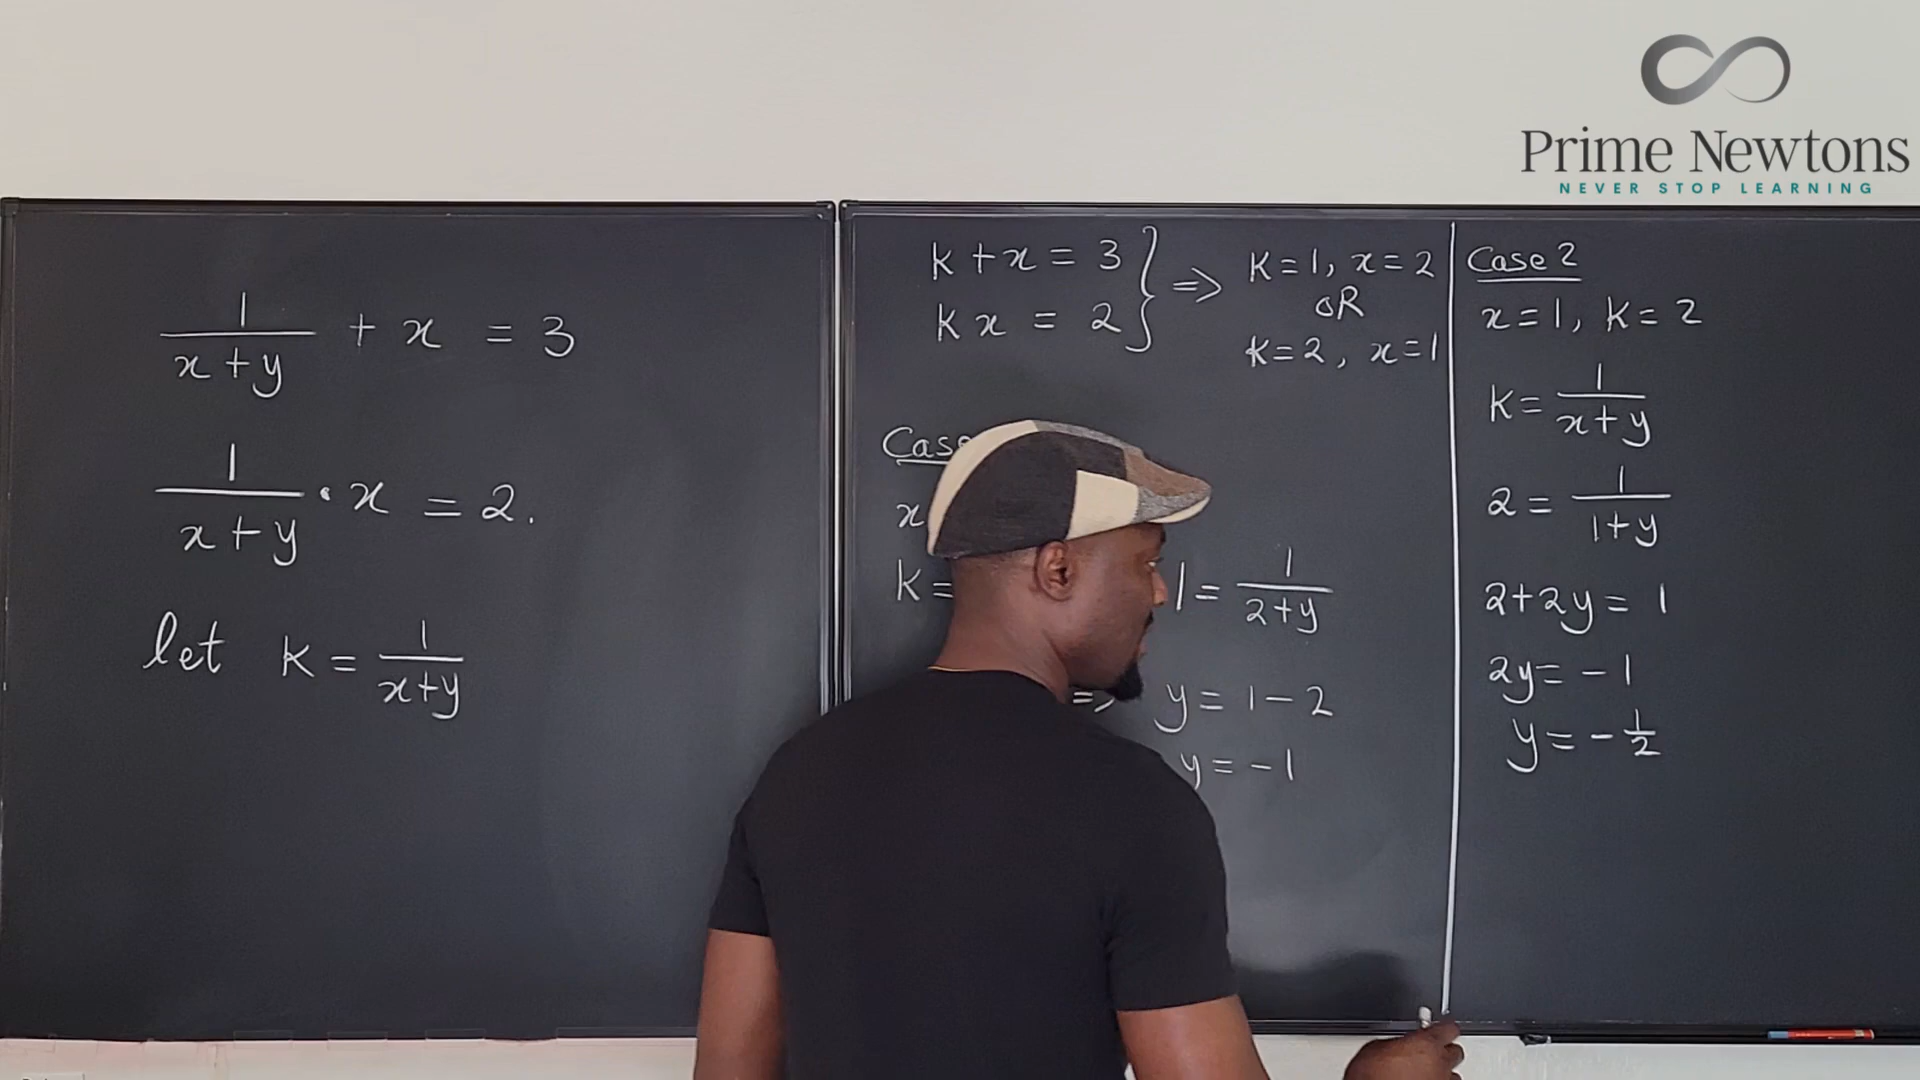 Prime Newtons
NEVER STOP LEARNING
1/(x+y) + x = 3
1/(x+y) · x = 2.
let k = 1/(x+y)
k + x = 3 } => k=1, x=2
k x = 2
OR
k=2, x=1
Cas
x
k = 1 = 1/(2+y)
=> y = 1 - 2
y = -1
Case 2
x=1, k=2
k = 1/(x+y)
2 = 1/(1+y)
2+2y = 1
2y = -1
y = -1/2